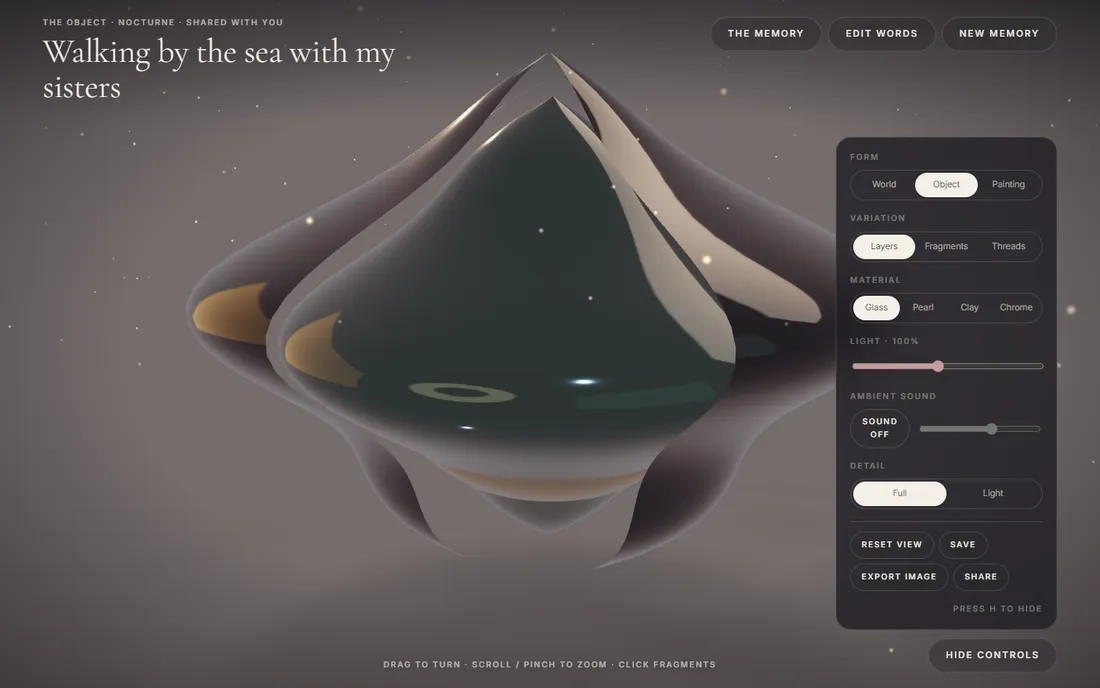 THE OBJECT · NOCTURNE · SHARED WITH YOU
Walking by the sea with my
sisters
THE MEMORY
EDIT WORDS
NEW MEMORY
FORM
World
Object
Painting
VARIATION
Layers
Fragments
Threads
MATERIAL
Glass
Pearl
Clay
Chrome
LIGHT · 100%
AMBIENT SOUND
SOUND
OFF
DETAIL
Full
Light
RESET VIEW
SAVE
EXPORT IMAGE
SHARE
PRESS H TO HIDE
HIDE CONTROLS
DRAG TO TURN · SCROLL / PINCH TO ZOOM · CLICK FRAGMENTS